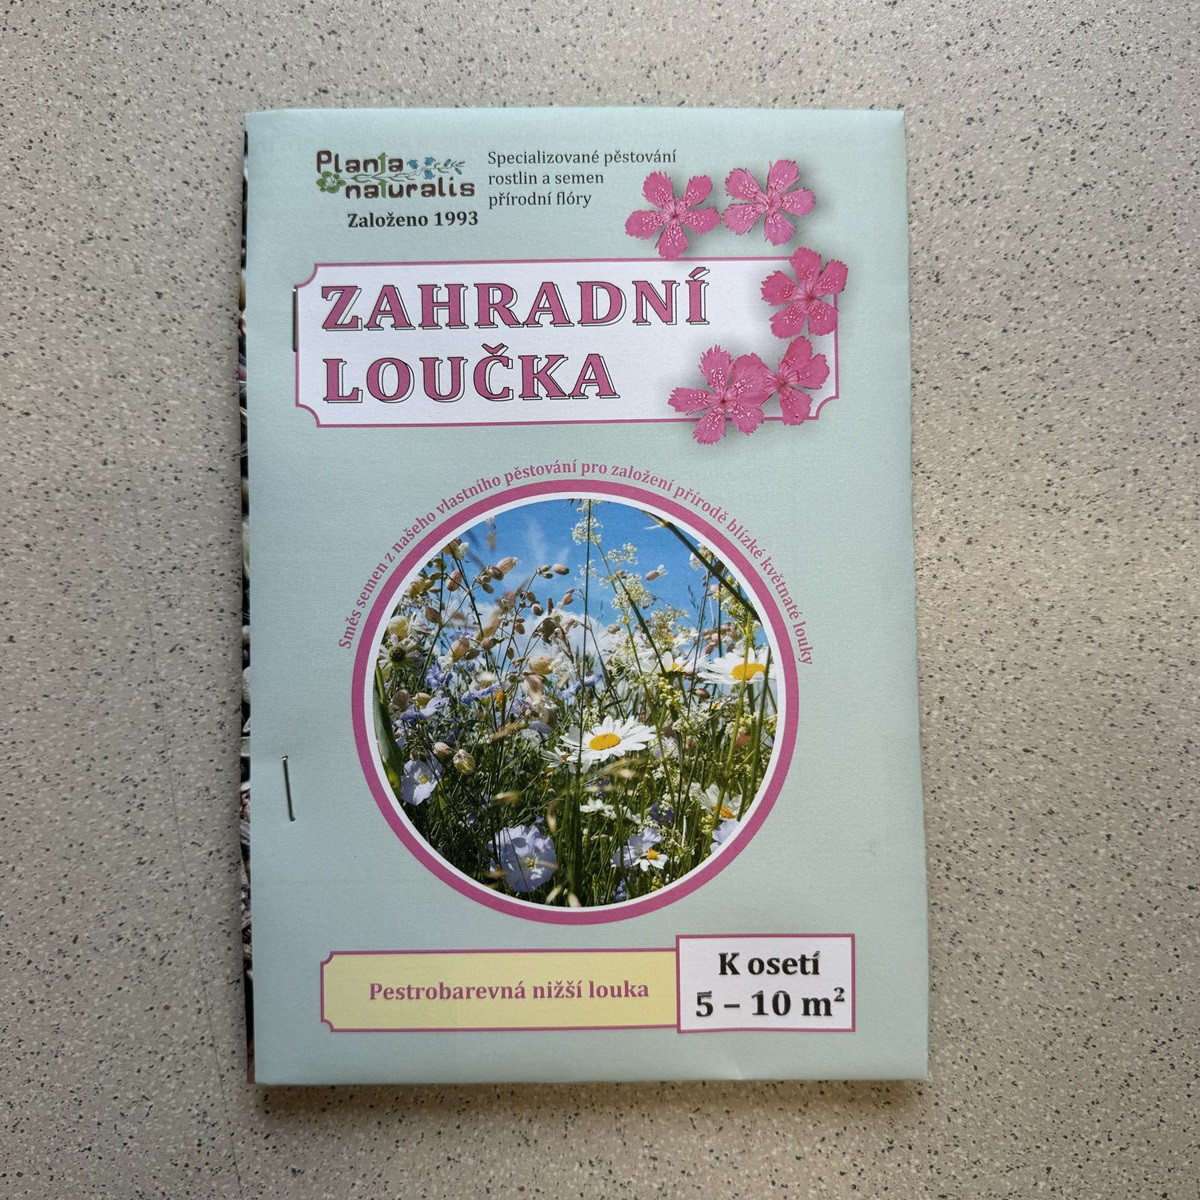 Planta
naturalis
Založeno 1993
Specializované pěstování
rostlin a semen
přírodní flóry
ZAHRADNÍ
LOUČKA
Směs semen z našeho vlastního pěstování pro založení přírodě blízké květnaté louky
Pestrobarevná nižší louka
K osetí
5 – 10 m²